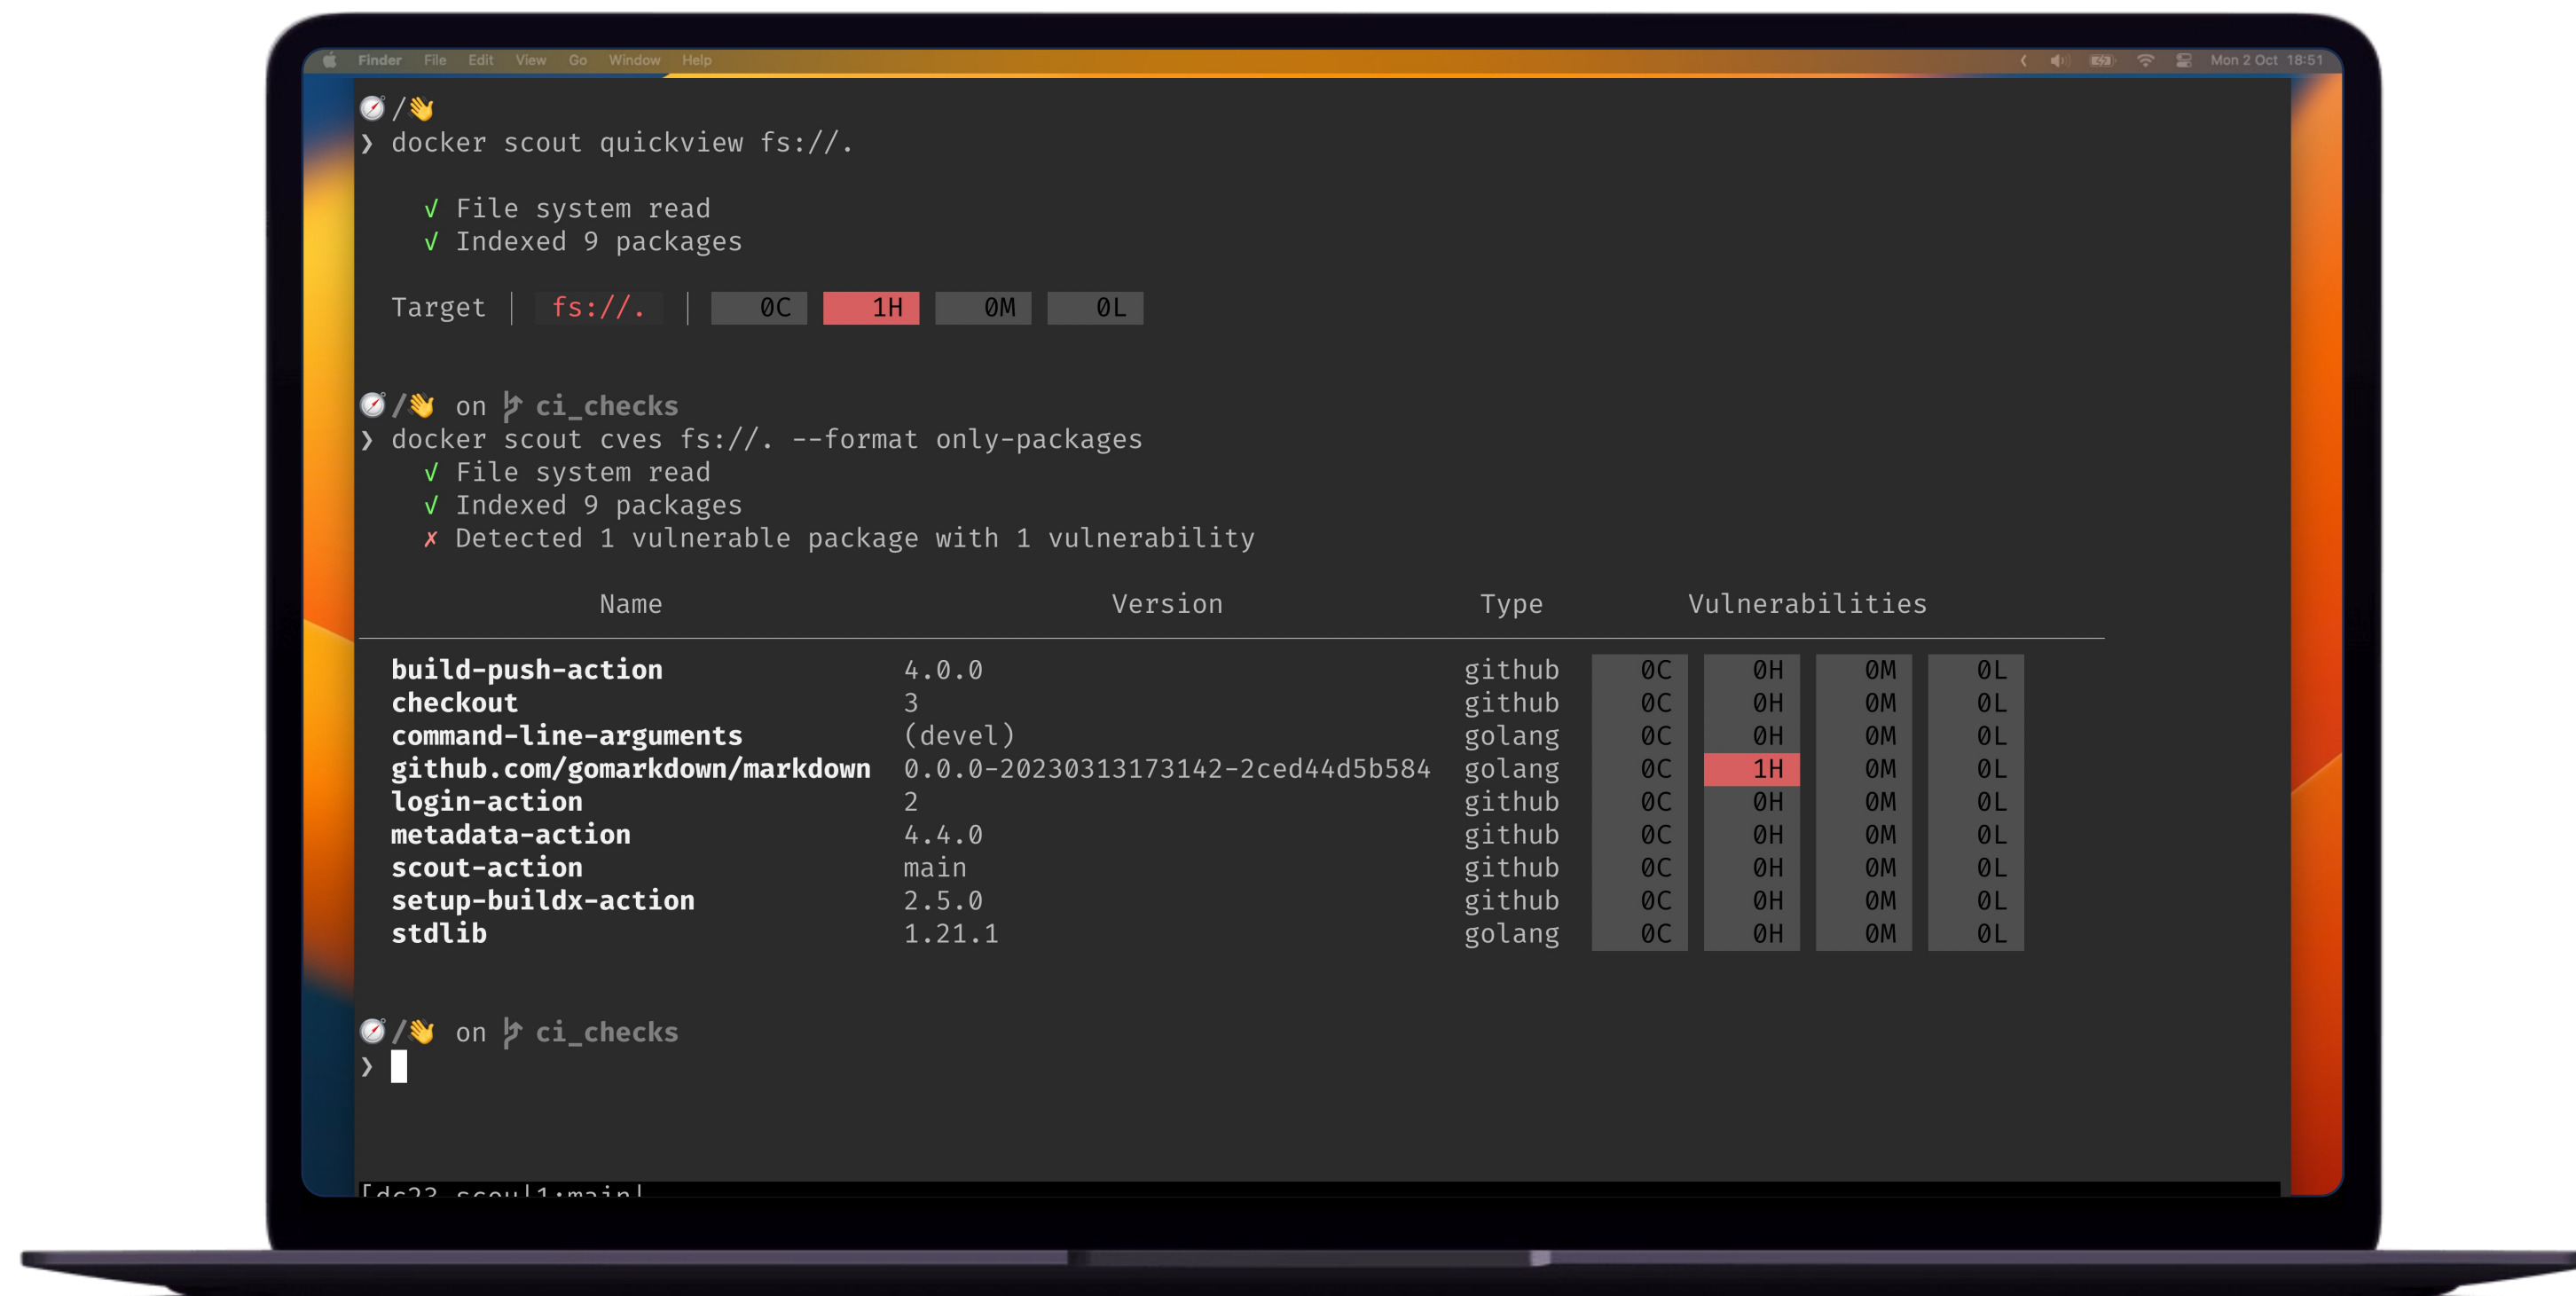 Finder File Edit View Go Window Help Mon 2 Oct 18:51
/
❯ docker scout quickview fs://.
√ File system read
√ Indexed 9 packages
Target │ fs://. │ 0C 1H 0M 0L
/ on ci_checks
❯ docker scout cves fs://. --format only-packages
√ File system read
√ Indexed 9 packages
✗ Detected 1 vulnerable package with 1 vulnerability
Name Version Type Vulnerabilities
build-push-action 4.0.0 github 0C 0H 0M 0L
checkout 3 github 0C 0H 0M 0L
command-line-arguments (devel) golang 0C 0H 0M 0L
github.com/gomarkdown/markdown 0.0.0-20230313173142-2ced44d5b584 golang 0C 1H 0M 0L
login-action 2 github 0C 0H 0M 0L
metadata-action 4.4.0 github 0C 0H 0M 0L
scout-action main github 0C 0H 0M 0L
setup-buildx-action 2.5.0 github 0C 0H 0M 0L
stdlib 1.21.1 golang 0C 0H 0M 0L
/ on ci_checks
❯